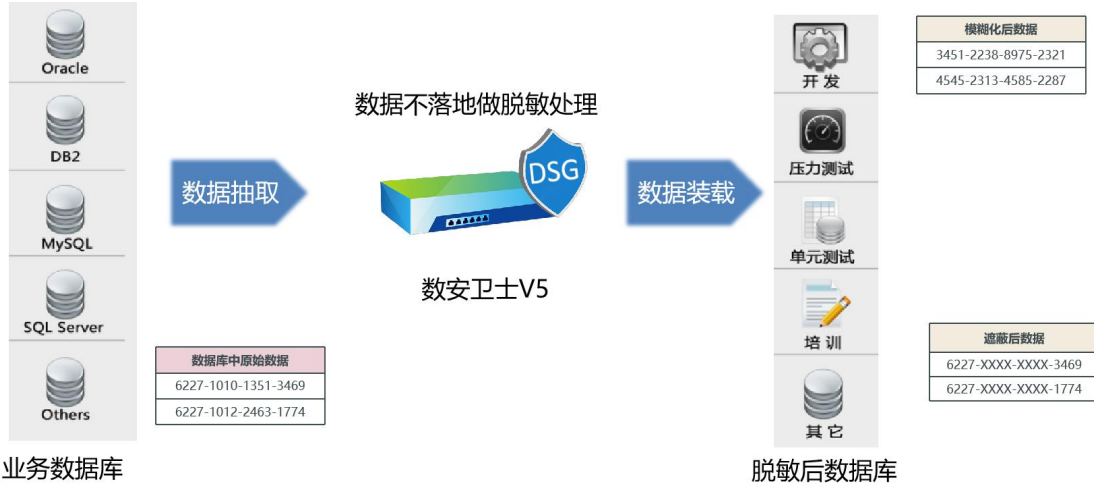 Oracle
DB2
MySQL
SQL Server
Others
业务数据库
数据库中原始数据
6227-1010-1351-3469
6227-1012-2463-1774
数据抽取
数据不落地做脱敏处理
DSG
数安卫士V5
数据装载
开 发
压力测试
单元测试
培 训
其 它
脱敏后数据库
模糊化后数据
3451-2238-8975-2321
4545-2313-4585-2287
遮蔽后数据
6227-XXXX-XXXX-3469
6227-XXXX-XXXX-1774